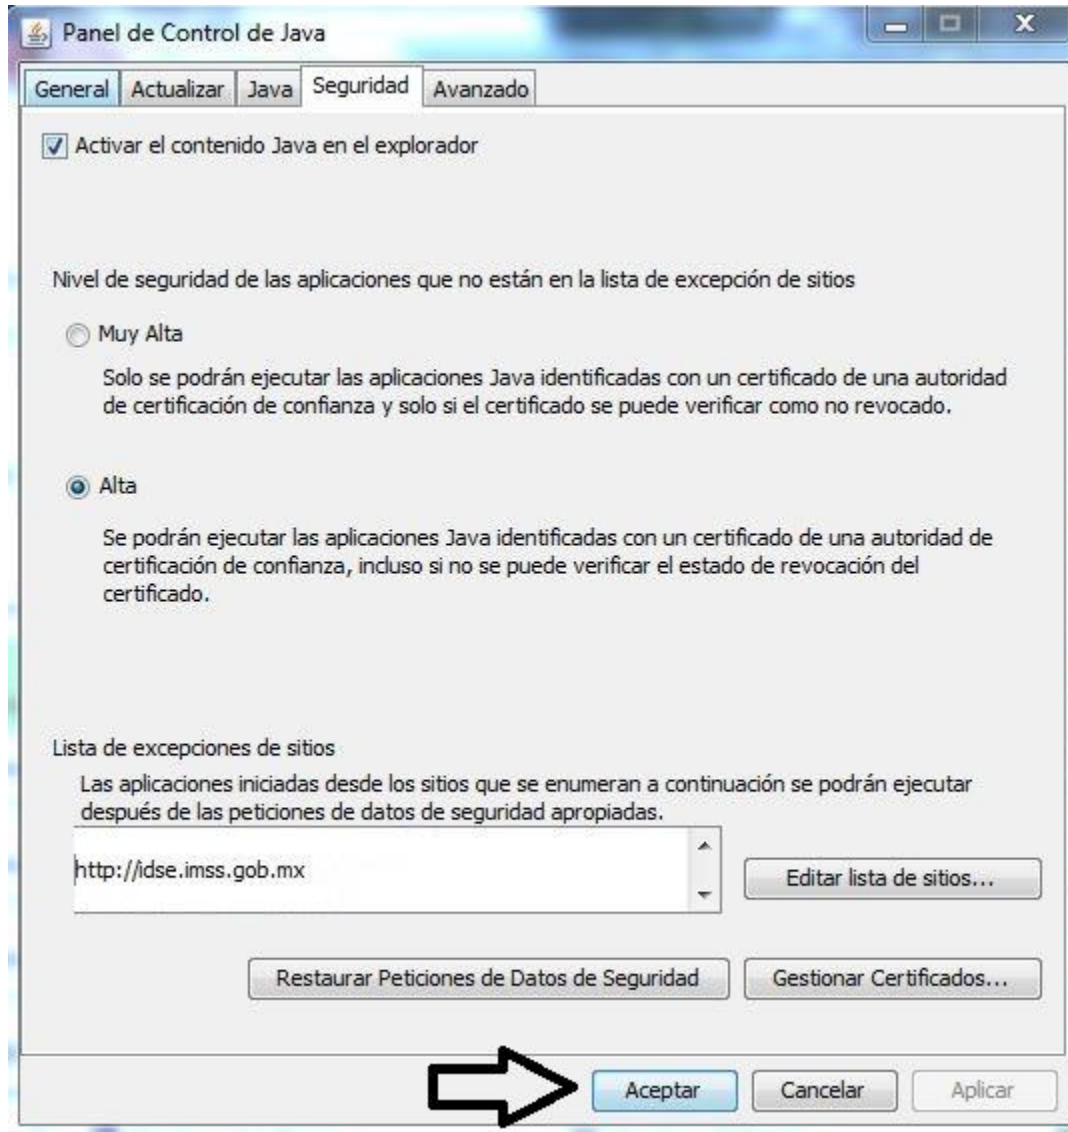 Panel de Control de Java
General Actualizar Java Seguridad Avanzado
Activar el contenido Java en el explorador
Nivel de seguridad de las aplicaciones que no están en la lista de excepción de sitios
Muy Alta
Solo se podrán ejecutar las aplicaciones Java identificadas con un certificado de una autoridad
de certificación de confianza y solo si el certificado se puede verificar como no revocado.
Alta
Se podrán ejecutar las aplicaciones Java identificadas con un certificado de una autoridad de
certificación de confianza, incluso si no se puede verificar el estado de revocación del
certificado.
Lista de excepciones de sitios
Las aplicaciones iniciadas desde los sitios que se enumeran a continuación se podrán ejecutar
después de las peticiones de datos de seguridad apropiadas.
http://idse.imss.gob.mx
Editar lista de sitios...
Restaurar Peticiones de Datos de Seguridad Gestionar Certificados...
Aceptar Cancelar Aplicar